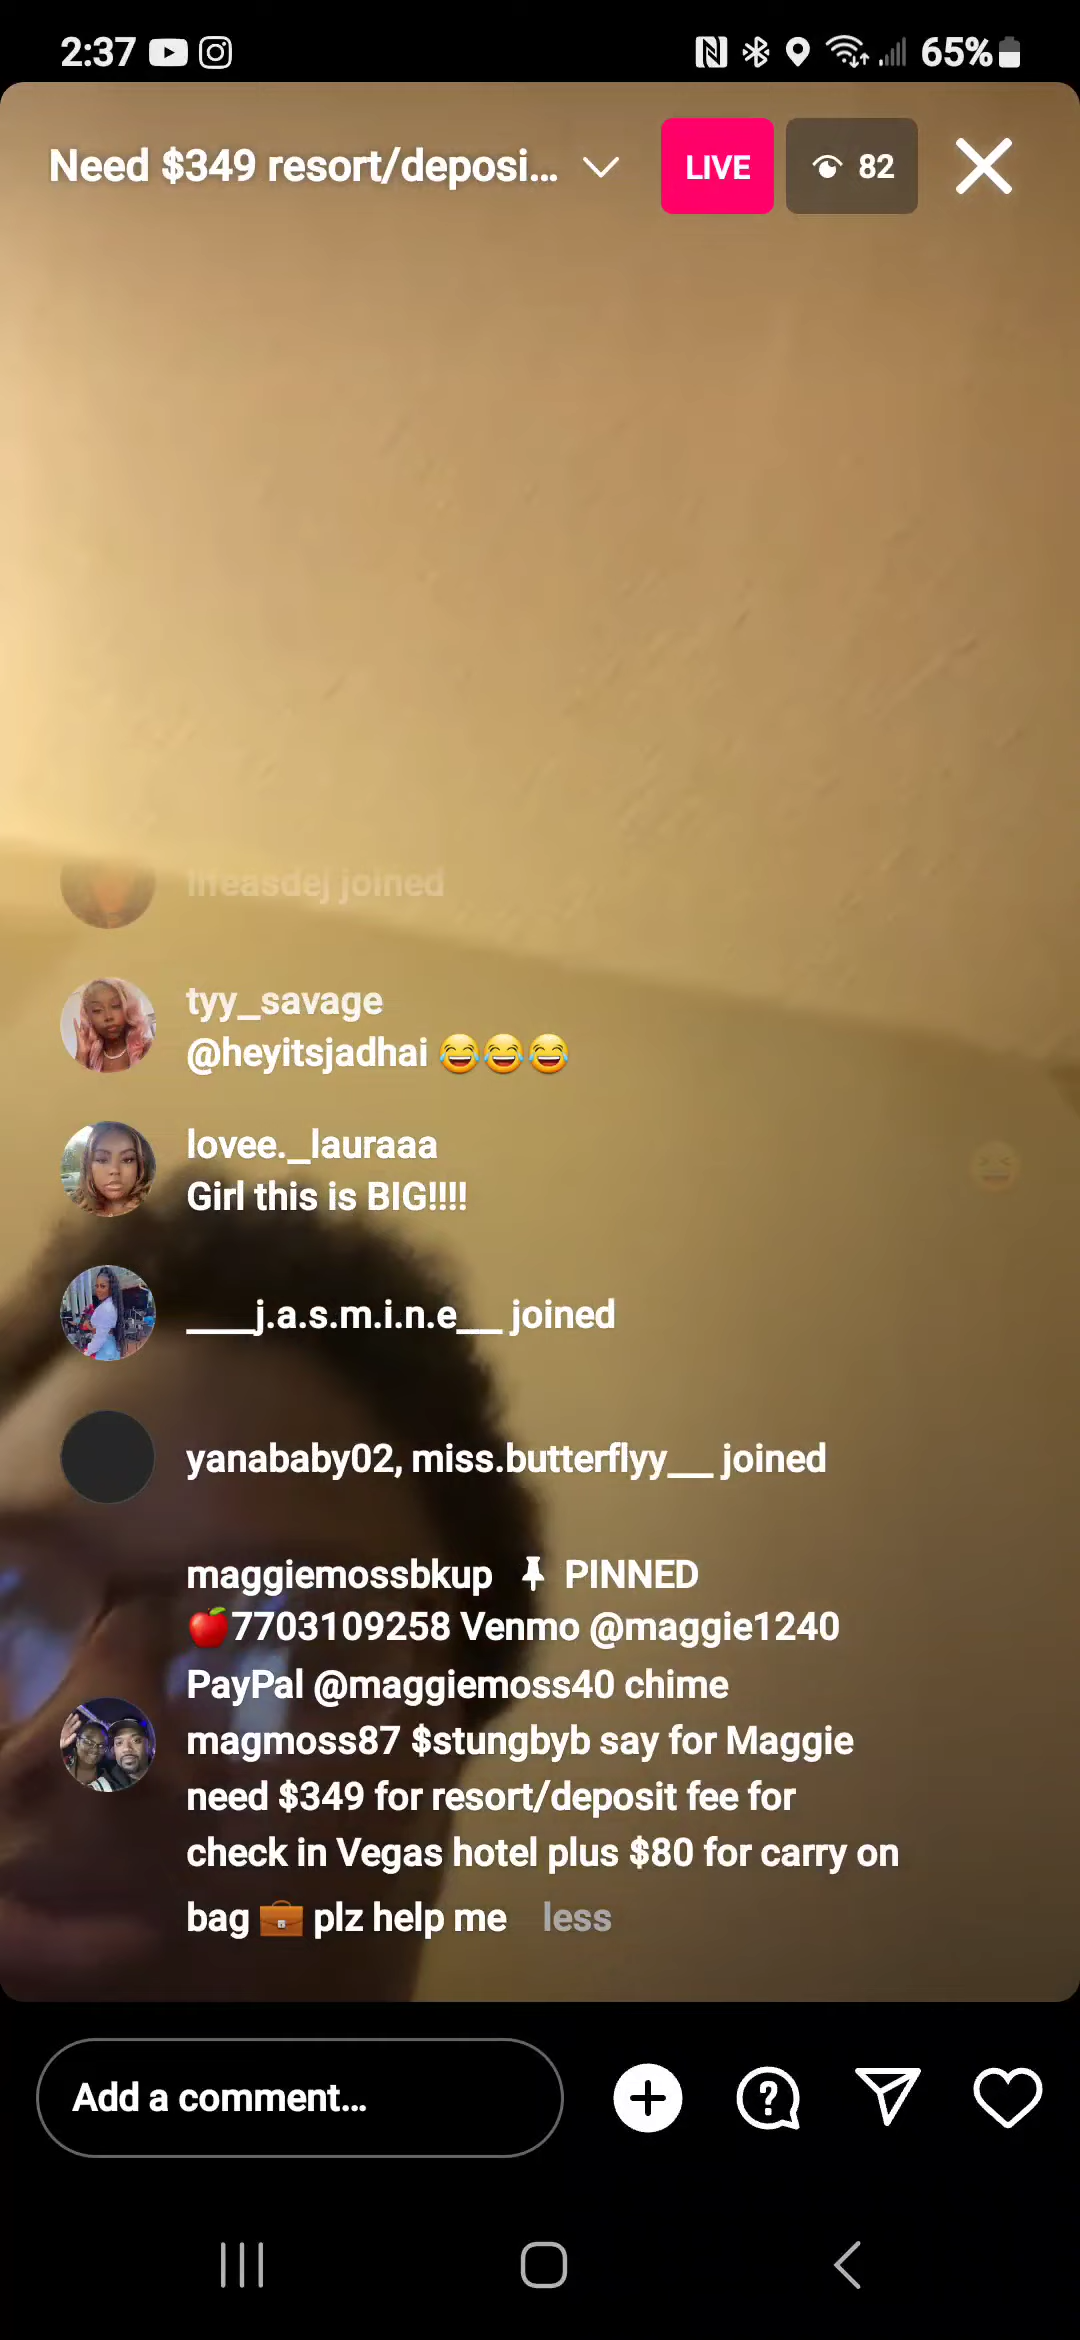 2:37
65%
Need $349 resort/deposi...
LIVE
82
lifeasdej joined
tyy_savage
@heyitsjadhai 😂😂😂
lovee._lauraaa
Girl this is BIG!!!!
____j.a.s.m.i.n.e__ joined
yanababy02, miss.butterflyy__ joined
maggiemossbkup 📌 PINNED
🍎7703109258 Venmo @maggie1240
PayPal @maggiemoss40 chime
magmoss87 $stungbyb say for Maggie
need $349 for resort/deposit fee for
check in Vegas hotel plus $80 for carry on
bag 💼 plz help me less
Add a comment...